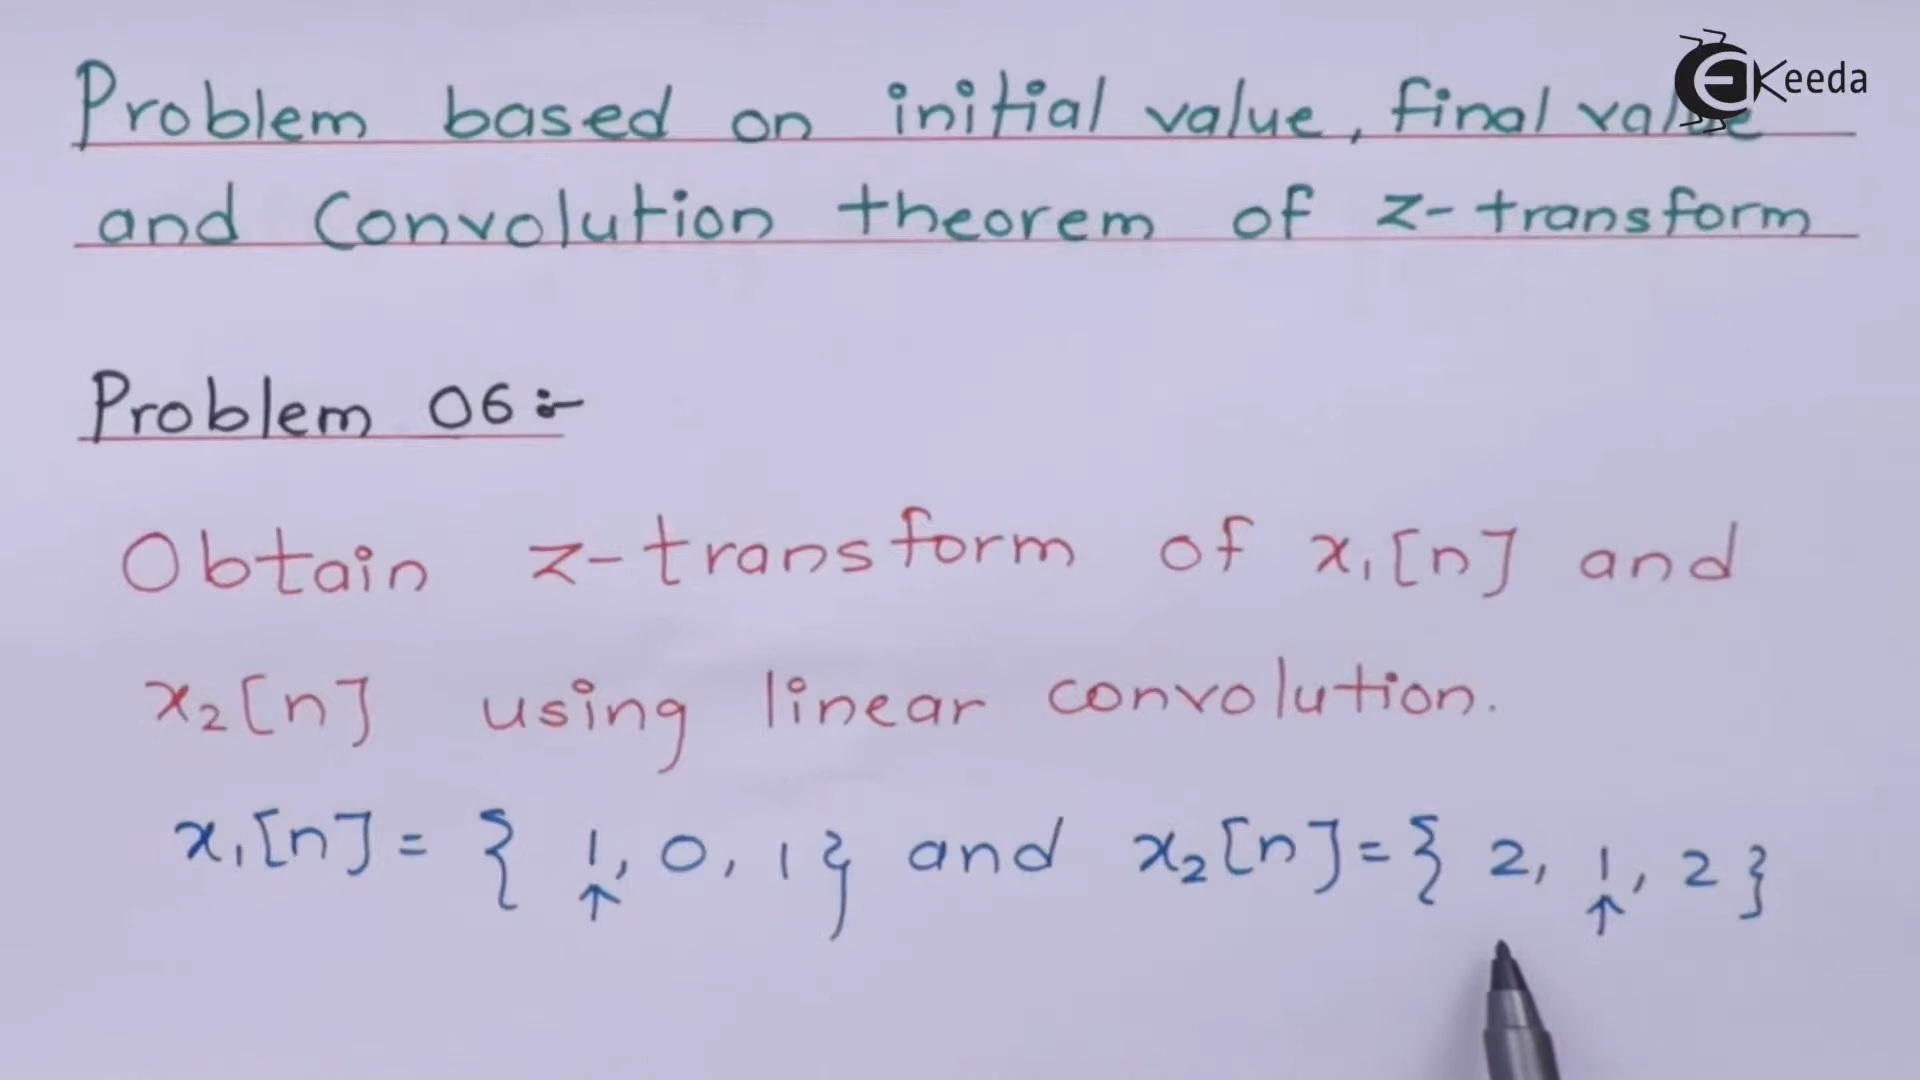 Problem based on initial value, final value
and Convolution theorem of z-transform
EKeeda
Problem 06:-
Obtain z-transform of x₁[n] and
x₂[n] using linear convolution.
x₁[n] = { 1, 0, 1 } and x₂[n] = { 2, 1, 2 }
↑ ↑